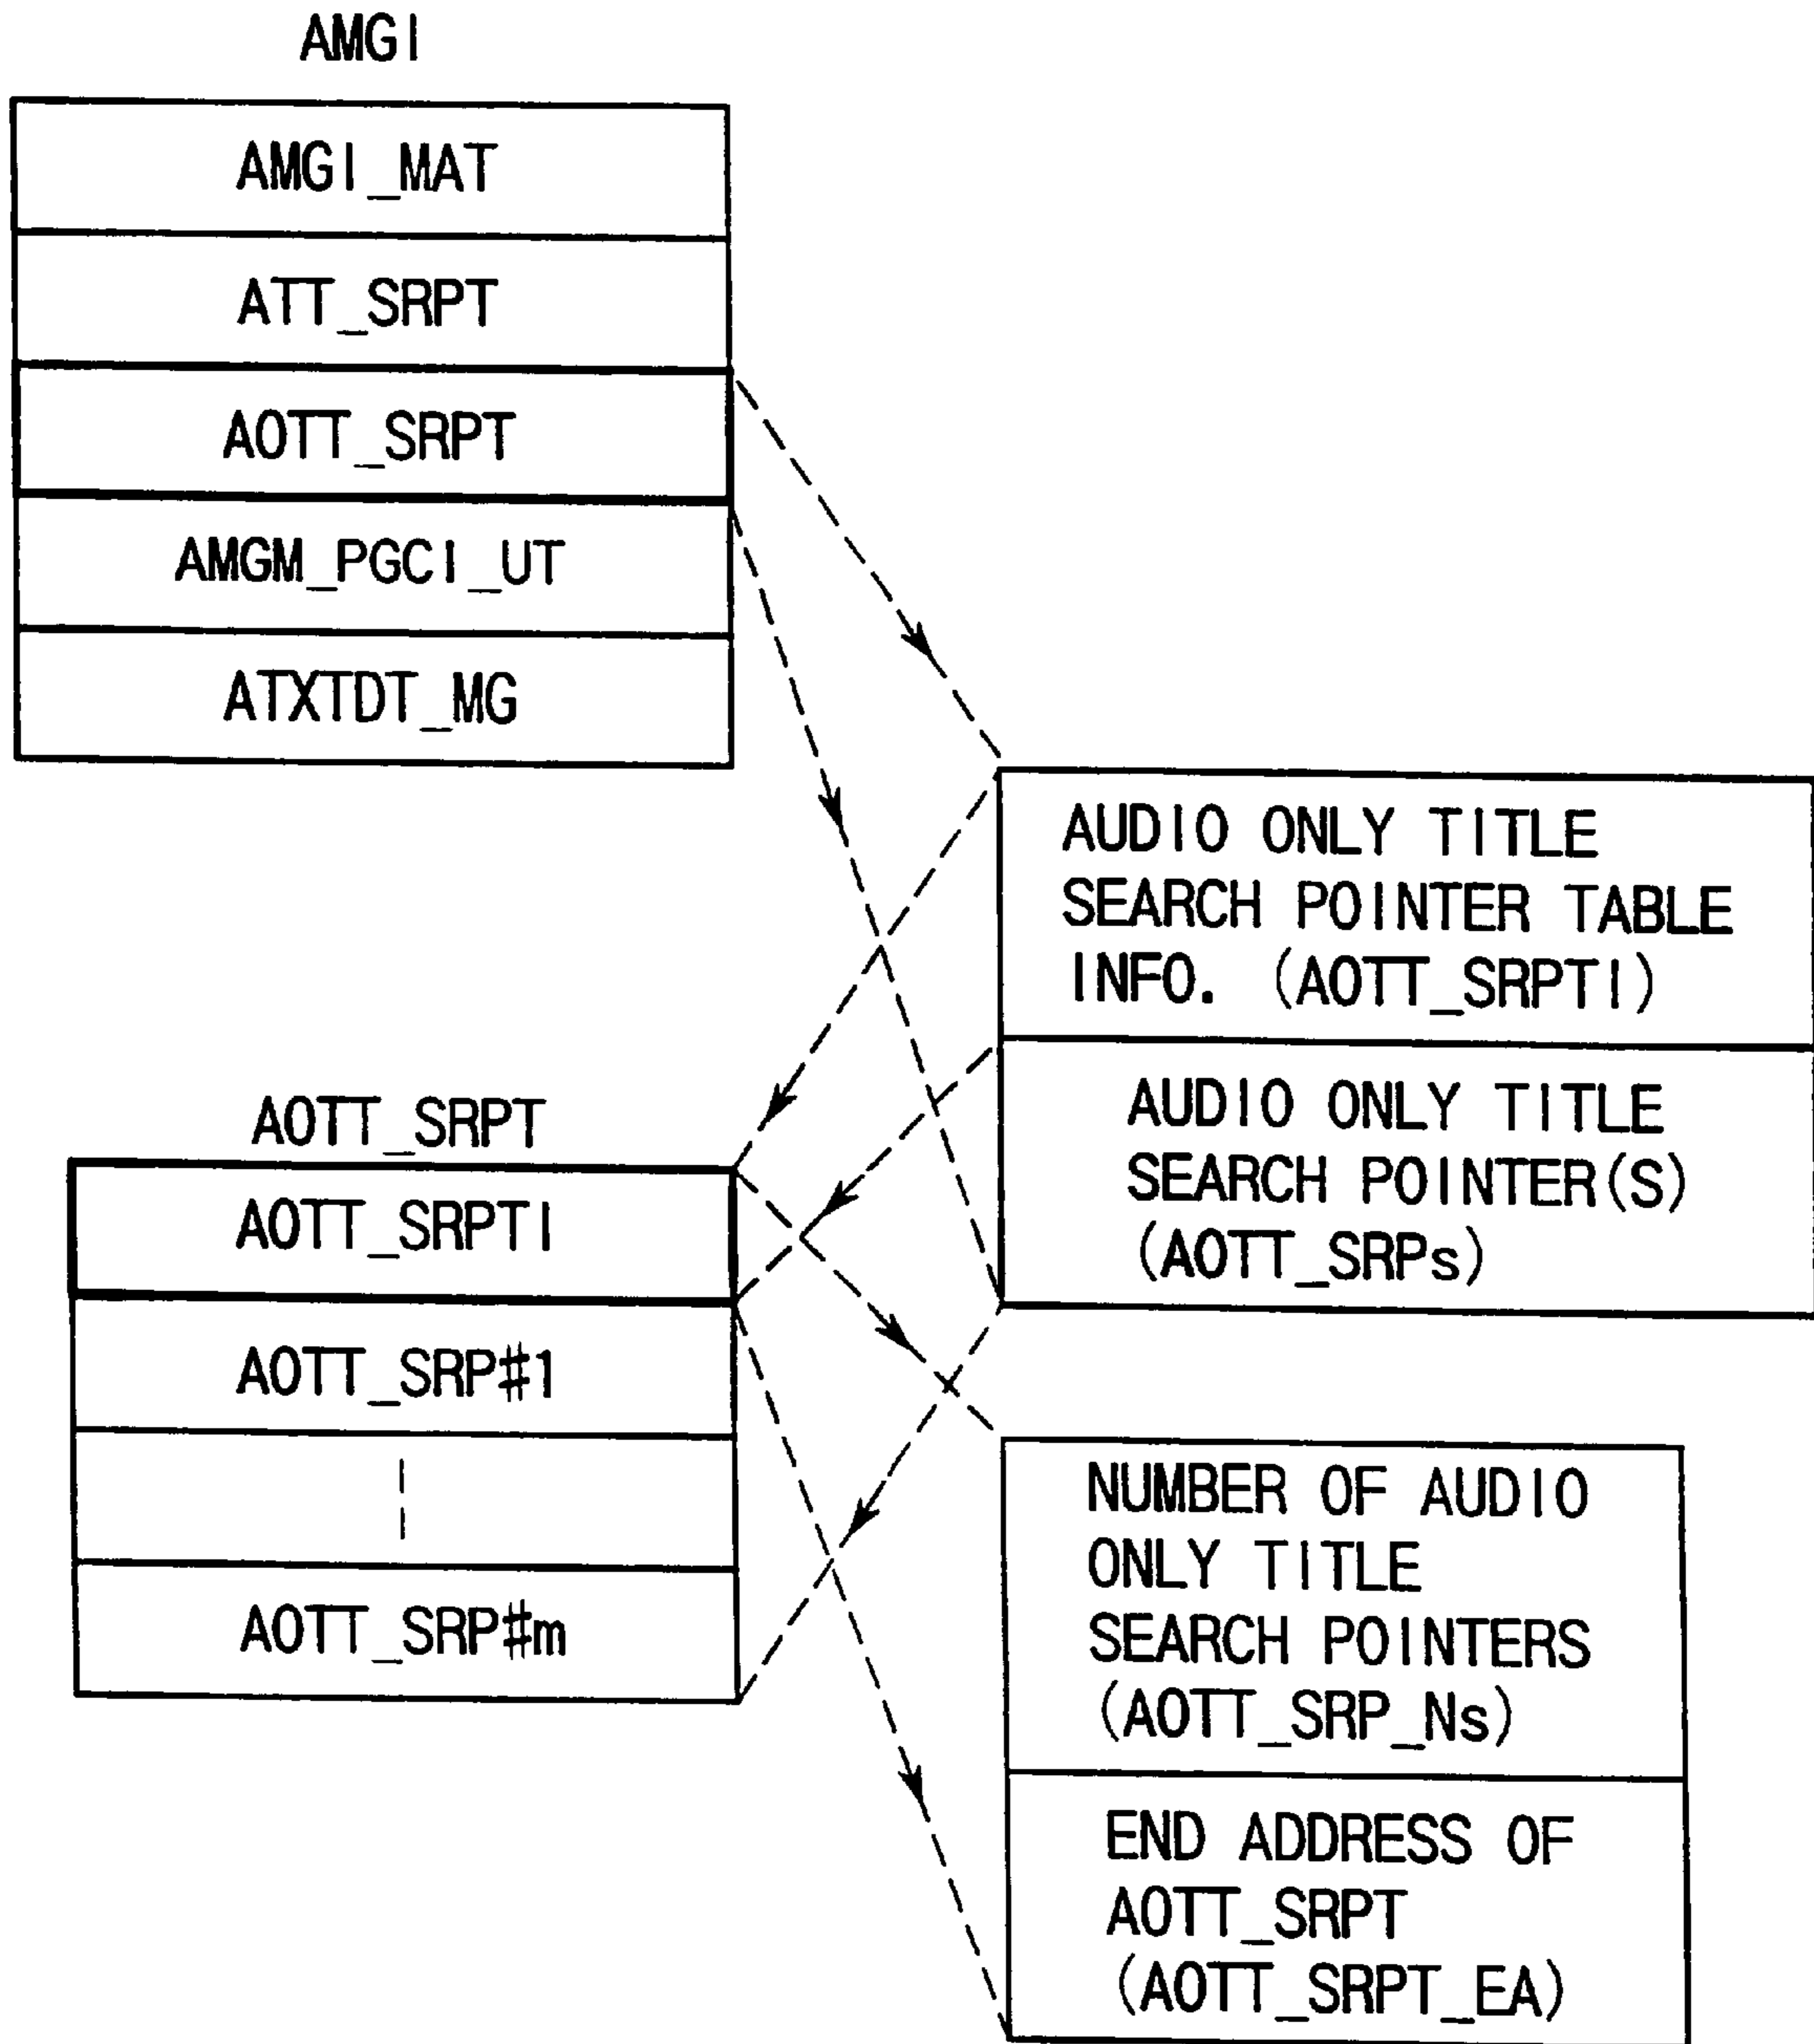 AMGI
AMGI_MAT
ATT_SRPT
AOTT_SRPT
AMGM_PGCI_UT
ATXTDT_MG
AUDIO ONLY TITLE
SEARCH POINTER TABLE
INFO. (AOTT_SRPTI)
AUDIO ONLY TITLE
SEARCH POINTER(S)
(AOTT_SRPs)
AOTT_SRPT
AOTT_SRPTI
AOTT_SRP#1
AOTT_SRP#m
NUMBER OF AUDIO
ONLY TITLE
SEARCH POINTERS
(AOTT_SRP_Ns)
END ADDRESS OF
AOTT_SRPT
(AOTT_SRPT_EA)